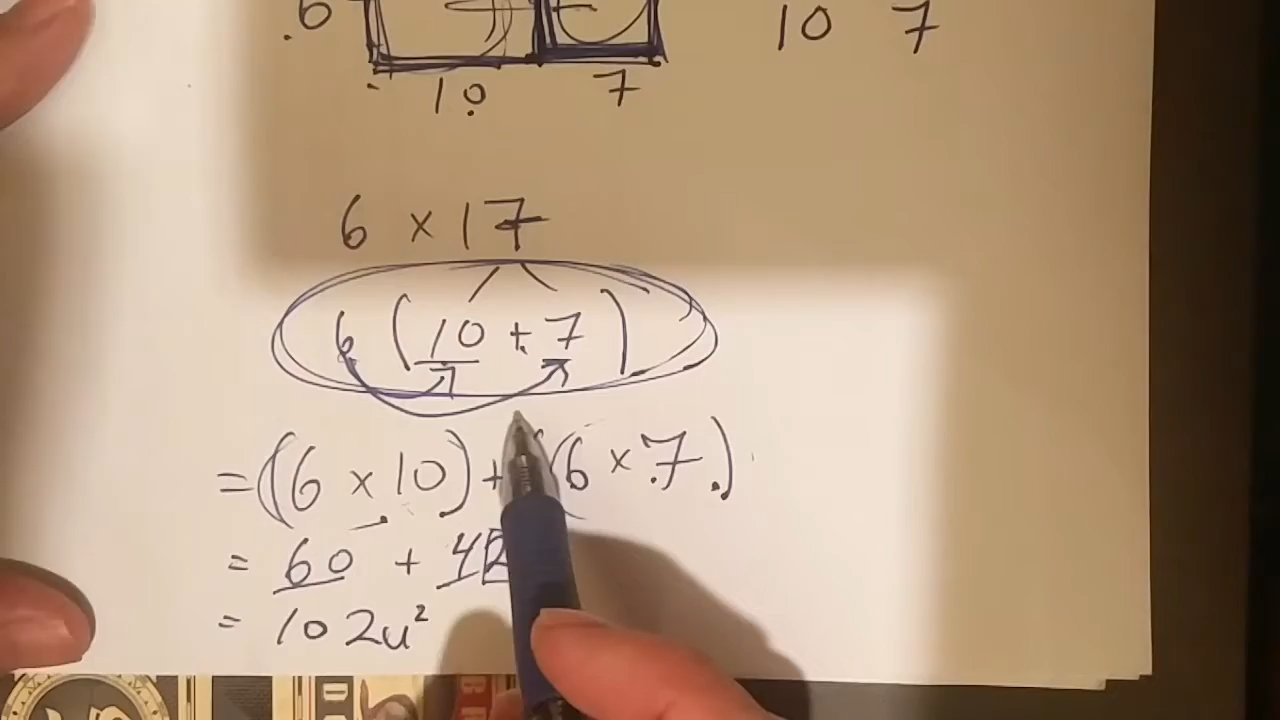 .6
10 7
10 7
6 × 17
6 (10 + 7)
= (6 × 10) + (6 × 7)
= 60 + 42
= 102u²